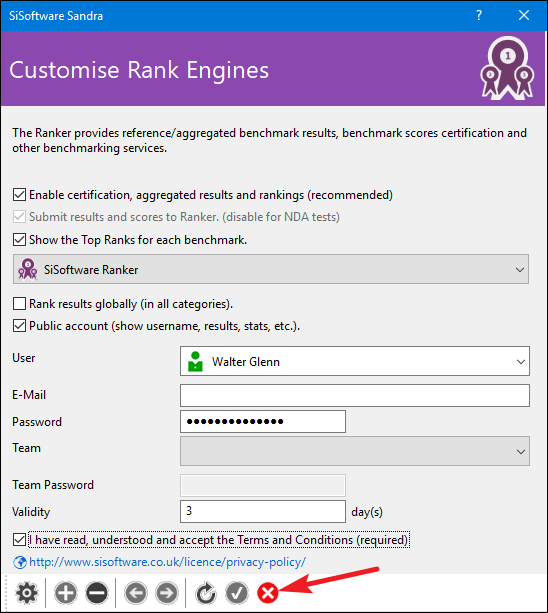 SiSoftware Sandra
?
Customise Rank Engines
1
The Ranker provides reference/aggregated benchmark results, benchmark scores certification and
other benchmarking services.
Enable certification, aggregated results and rankings (recommended)
Submit results and scores to Ranker. (disable for NDA tests)
Show the Top Ranks for each benchmark.
SiSoftware Ranker
Rank results globally (in all categories).
Public account (show username, results, stats, etc.).
User Walter Glenn
E-Mail
Password ••••••••••••••
Team
Team Password
Validity 3 day(s)
I have read, understood and accept the Terms and Conditions (required)
http://www.sisoftware.co.uk/licence/privacy-policy/